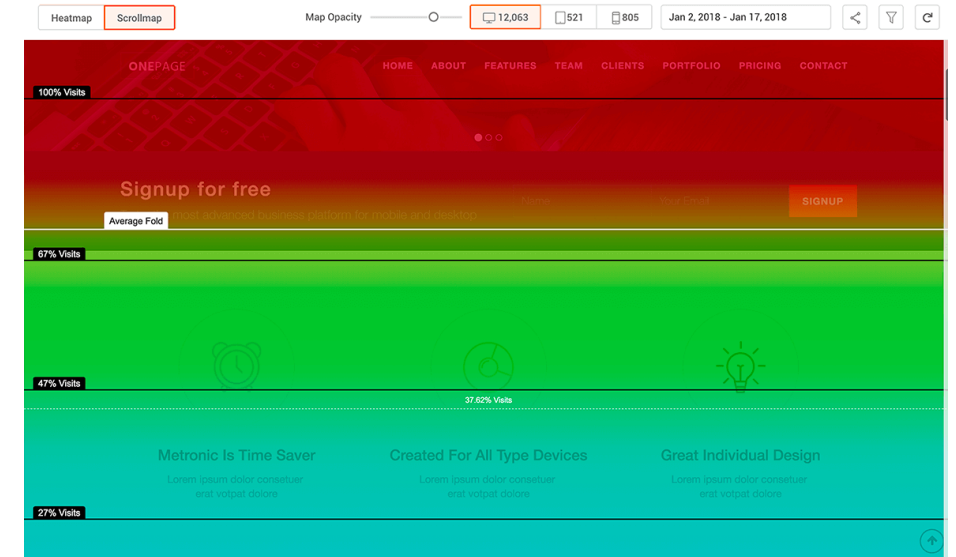 Heatmap Scrollmap Map Opacity 12,063 521 805 Jan 2, 2018 - Jan 17, 2018
ONEPAGE HOME ABOUT FEATURES TEAM CLIENTS PORTFOLIO PRICING CONTACT
100% Visits
Signup for free
Name Your Email SIGNUP
most advanced business platform for mobile and desktop
Average Fold
67% Visits
47% Visits
37.62% Visits
Metronic Is Time Saver Created For All Type Devices Great Individual Design
Lorem ipsum dolor consetuer Lorem ipsum dolor consetuer Lorem ipsum dolor consetuer
erat votpat dolore erat votpat dolore erat votpat dolore
27% Visits